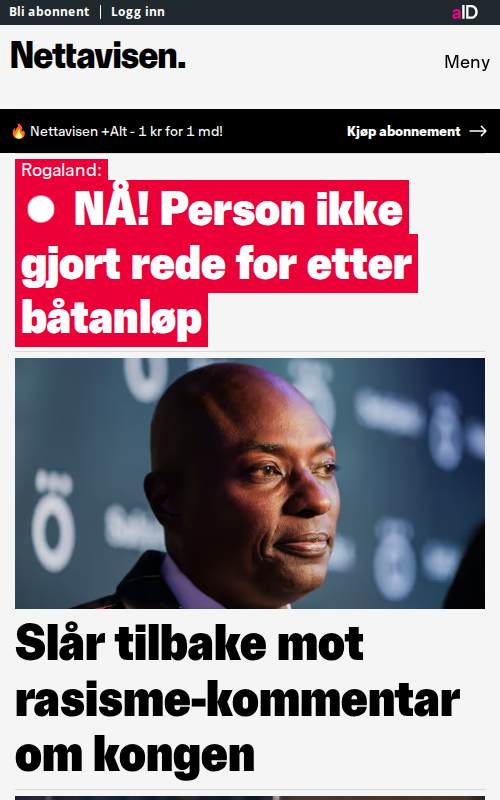 Bli abonnent | Logg inn
aID
Nettavisen.
Meny
🔥 Nettavisen +Alt - 1 kr for 1 md!
Kjøp abonnement →
Rogaland:
NÅ! Person ikke
gjort rede for etter
båtanløp
Slår tilbake mot
rasisme-kommentar
om kongen